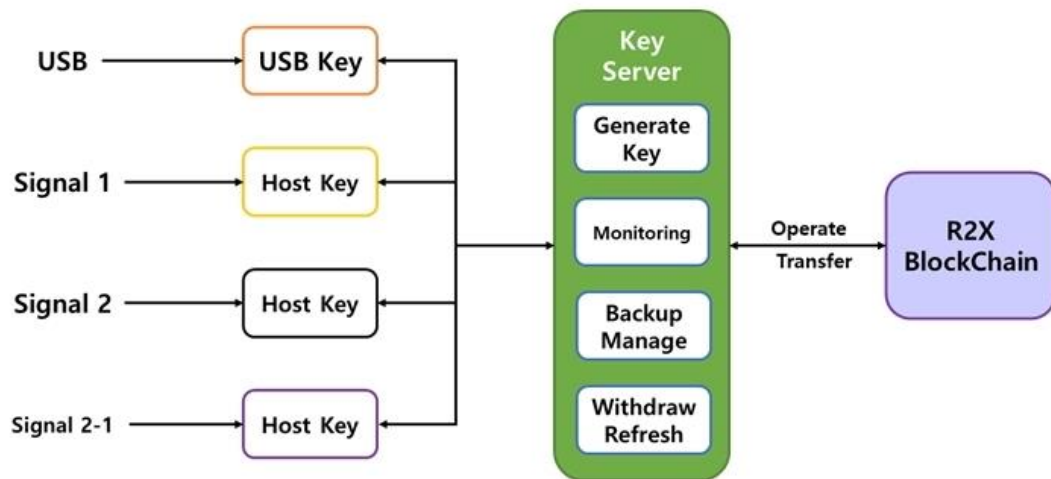 USB
USB Key
Signal 1
Host Key
Signal 2
Host Key
Signal 2-1
Host Key
Key
Server
Generate
Key
Monitoring
Backup
Manage
Withdraw
Refresh
Operate
Transfer
R2X
BlockChain